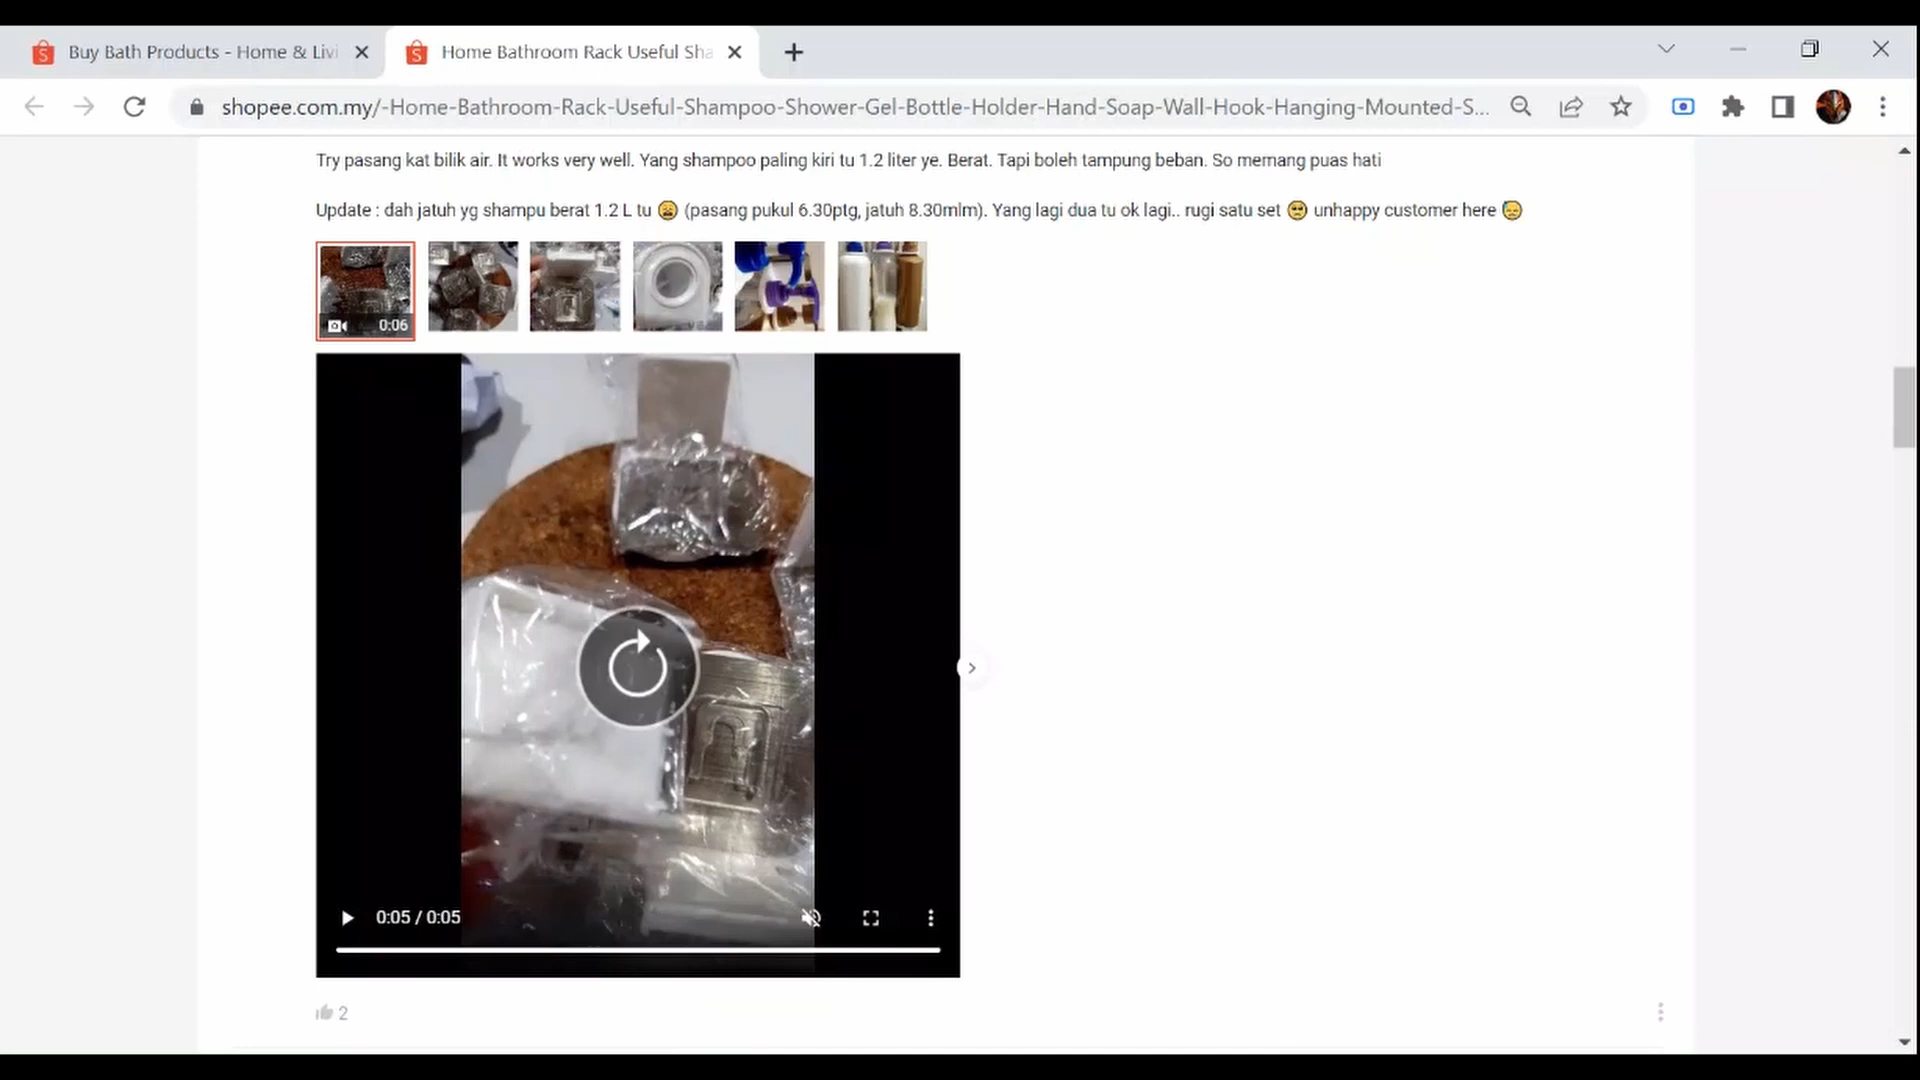 Buy Bath Products - Home & Livi
Home Bathroom Rack Useful Sha
shopee.com.my/-Home-Bathroom-Rack-Useful-Shampoo-Shower-Gel-Bottle-Holder-Hand-Soap-Wall-Hook-Hanging-Mounted-S...
Try pasang kat bilik air. It works very well. Yang shampoo paling kiri tu 1.2 liter ye. Berat. Tapi boleh tampung beban. So memang puas hati
Update : dah jatuh yg shampu berat 1.2 L tu 😩 (pasang pukul 6.30ptg, jatuh 8.30mlm). Yang lagi dua tu ok lagi.. rugi satu set 🥺 unhappy customer here 😓
0:06
0:05 / 0:05
2